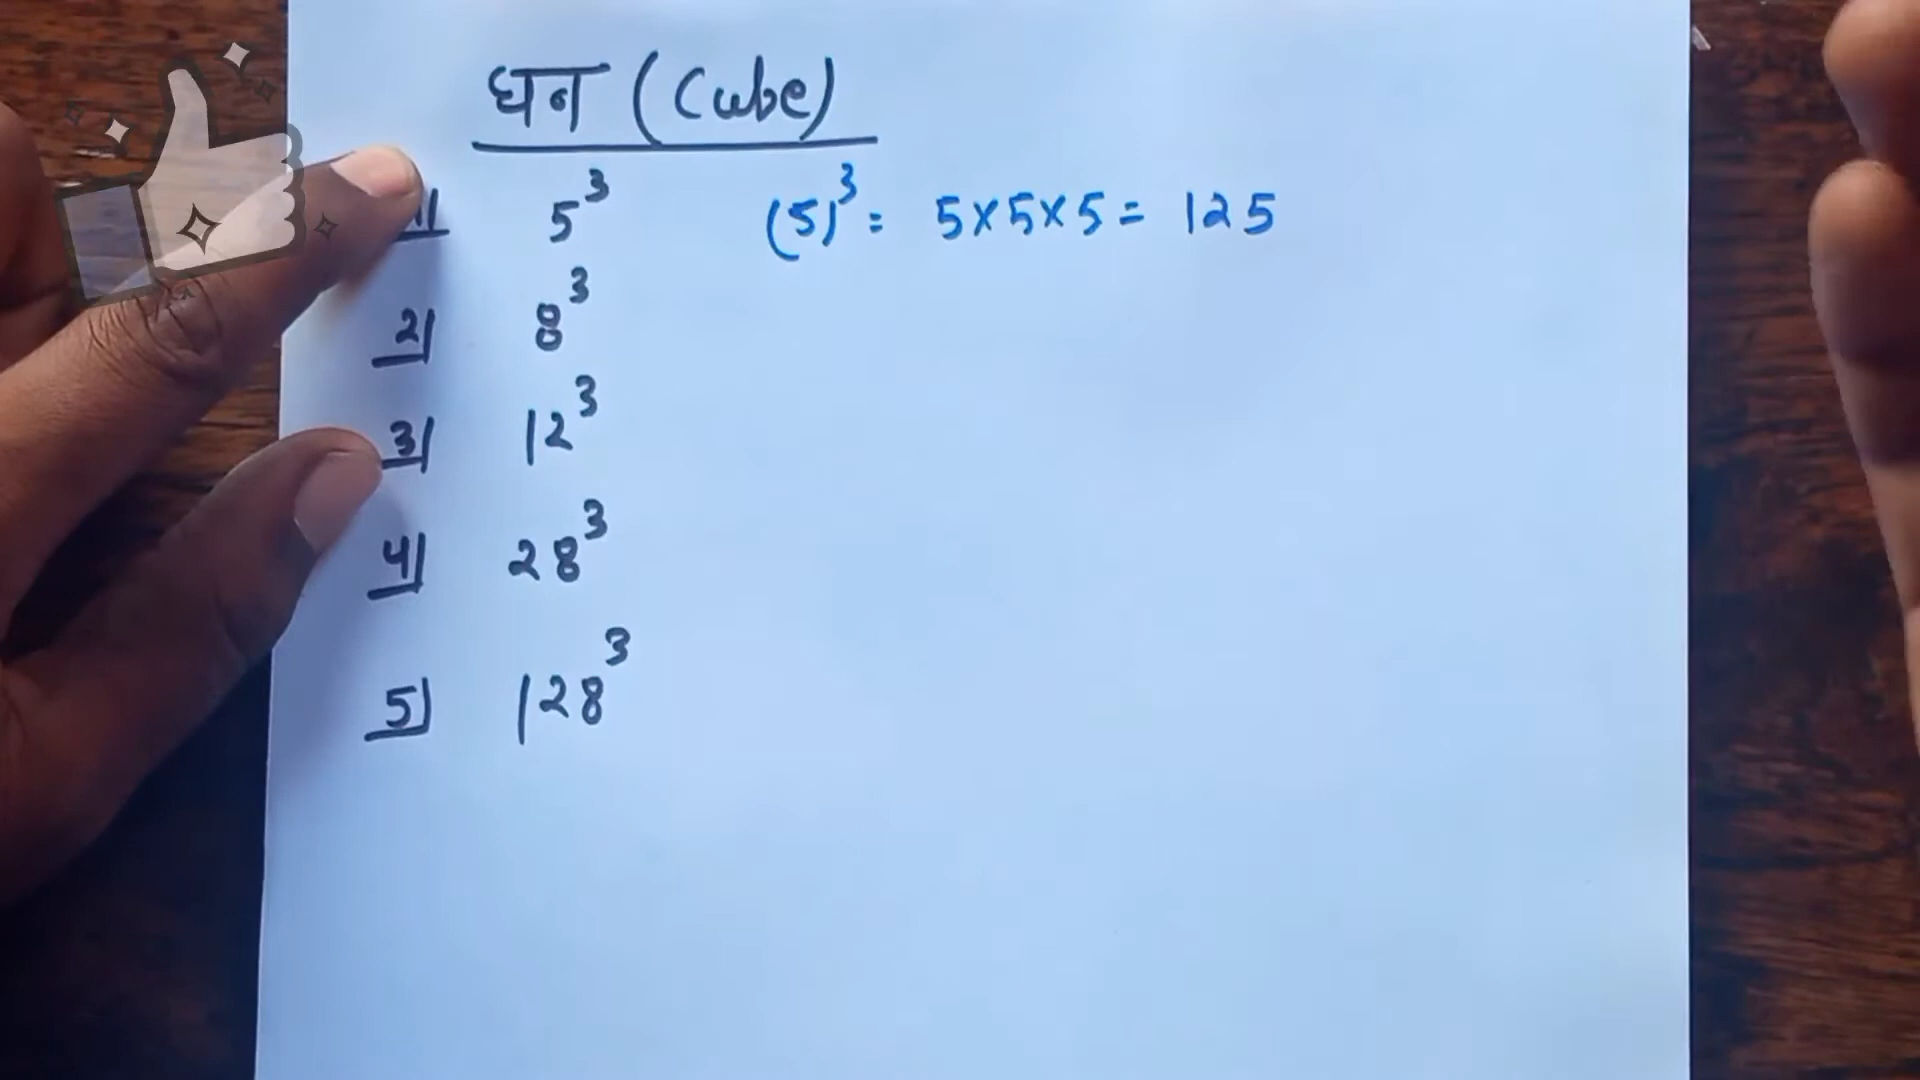 घन (Cube)
1) 5³ (5)³ = 5×5×5 = 125
2) 8³
3) 12³
4) 28³
5) 128³